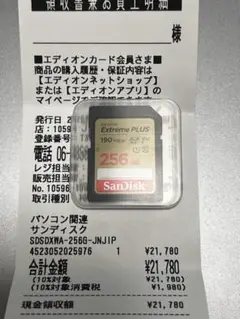 領収書兼お買上明細
様
■エディオンカード会員さま■
商品の購入履歴・保証内容は
【エディオンネットショップ】
または【エディオンアプリ】の
マイページで
発行日
店:1059
登録番号
電話 06-
レジ担当
販売担当
No.10596
取引種別
Extreme PLUS
190
256
SanDisk
パソコン関連
サンディスク
SDSDXWA-256G-JNJIP
4523052025976 1 ¥21,780
合計金額 ¥21,780
(10%対象 ¥21,780)
(10%対象消費税 ¥1,980)
現金領収額 ¥21,780